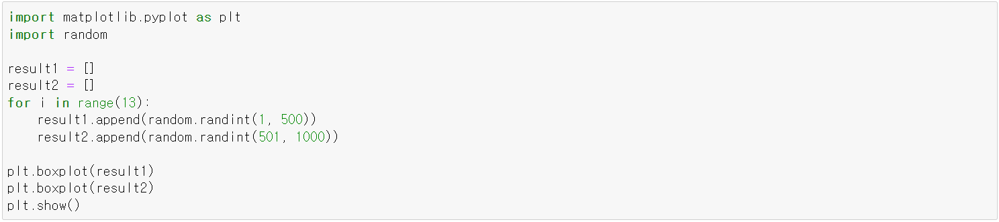 import matplotlib.pyplot as plt
import random

result1 = []
result2 = []
for i in range(13):
    result1.append(random.randint(1, 500))
    result2.append(random.randint(501, 1000))

plt.boxplot(result1)
plt.boxplot(result2)
plt.show()